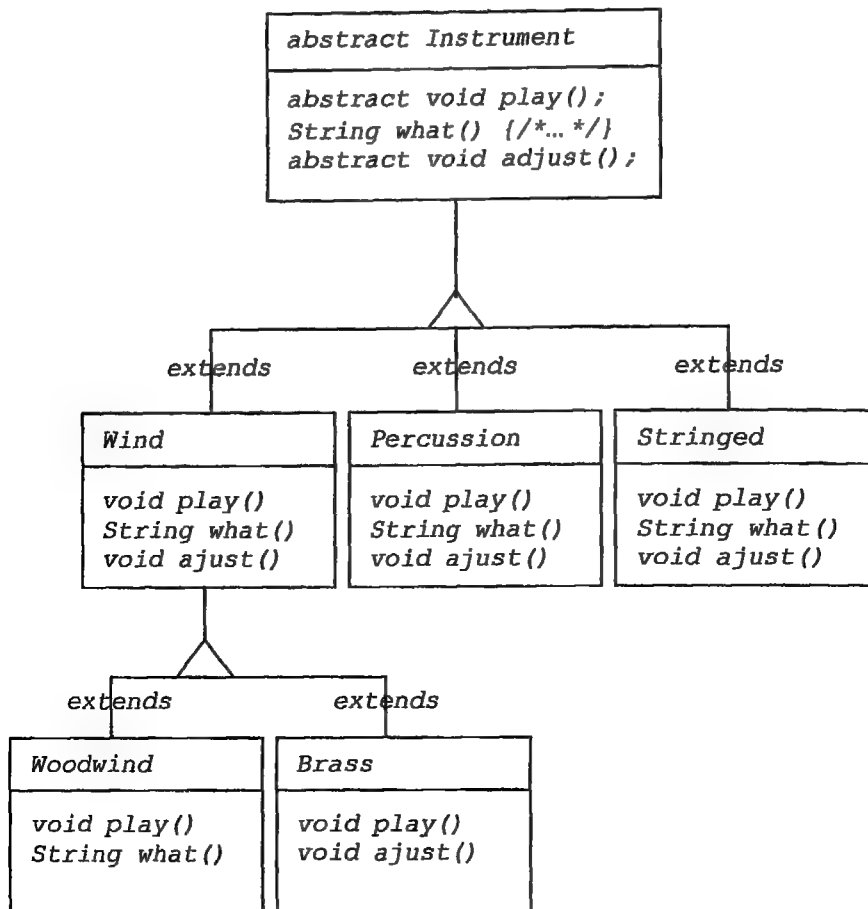 abstract Instrument
abstract void play();
String what() {/*... */}
abstract void adjust();
extends
extends
extends
Wind
void play()
String what()
void ajust()
Percussion
void play()
String what()
void ajust()
Stringed
void play()
String what()
void ajust()
extends
extends
Woodwind
void play()
String what()
Brass
void play()
void ajust()